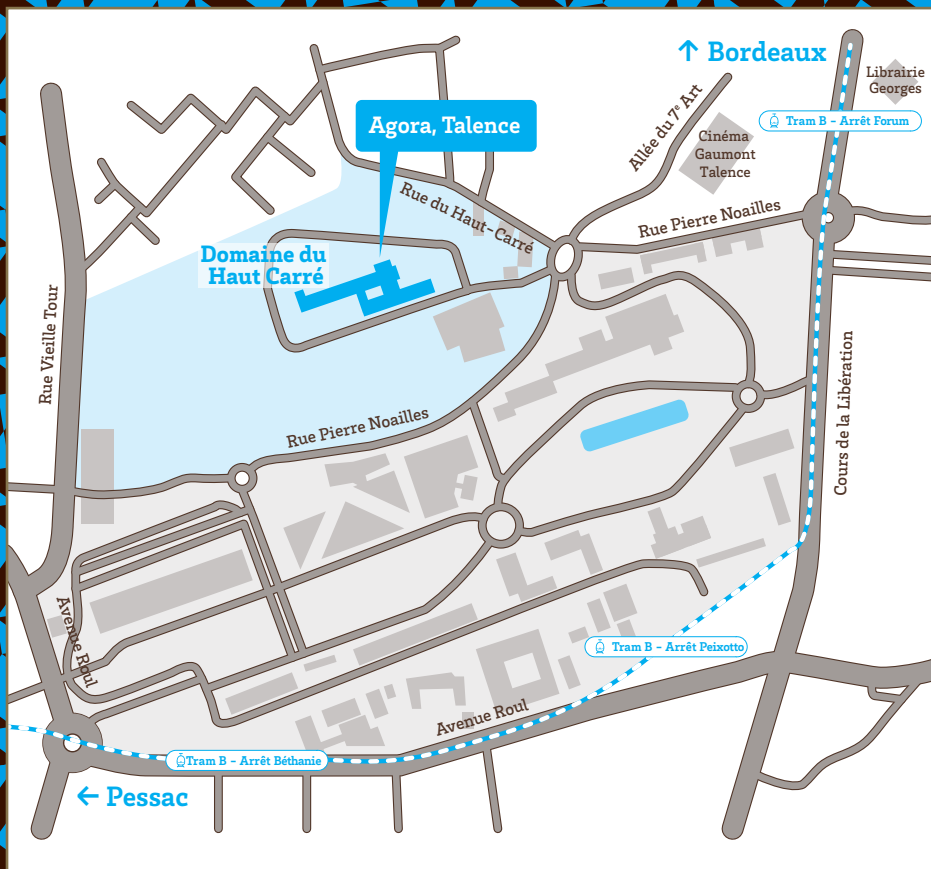 ↑ Bordeaux
Librairie
Georges
Tram B - Arrêt Forum
Allée du 7e Art
Cinéma
Gaumont
Talence
Agora, Talence
Rue du Haut-Carré
Rue Pierre Noailles
Domaine du
Haut Carré
Rue Vieille Tour
Cours de la Libération
Rue Pierre Noailles
Avenue Roul
Tram B - Arrêt Peixotto
Avenue Roul
Tram B - Arrêt Béthanie
← Pessac